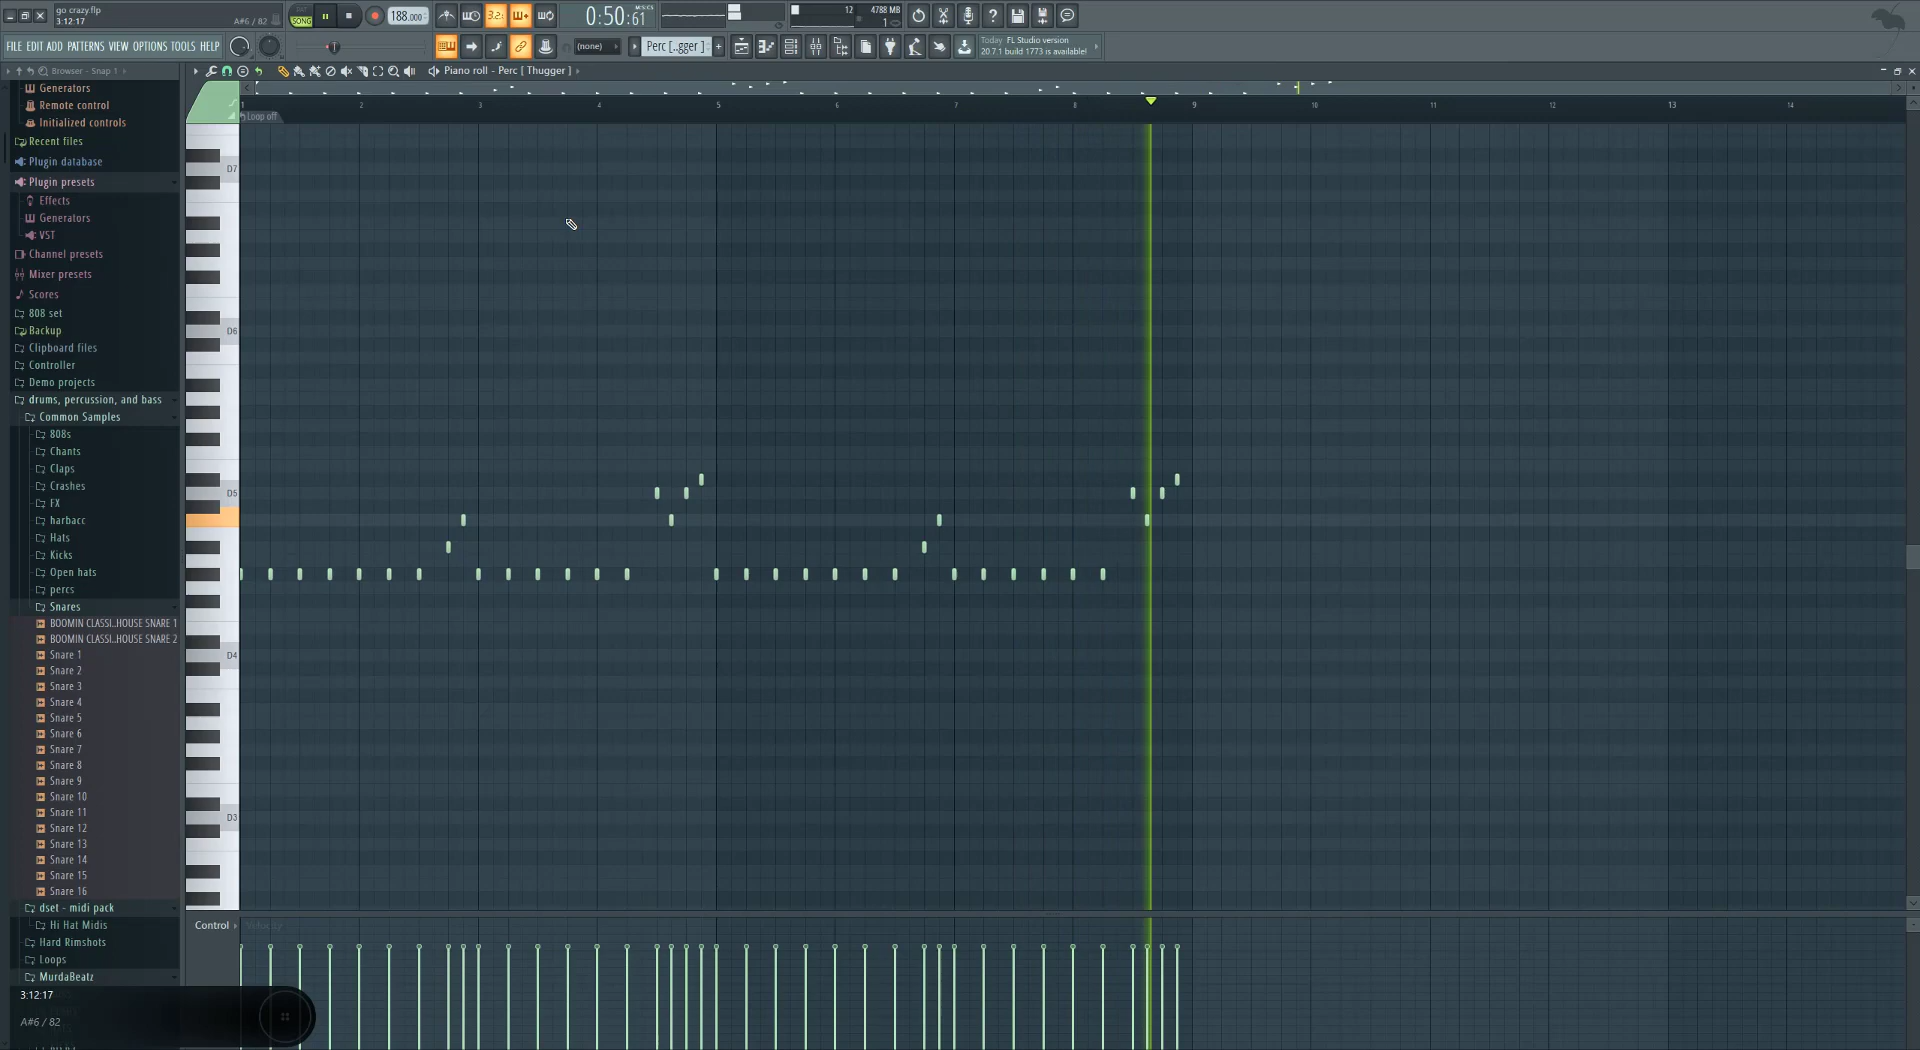 go crazy.flp
3:12:17
A#6 / 82
SONG
188.000
3.2:
0:50:61
M:S:CS
12
4788 MB
1
FILE EDIT ADD PATTERNS VIEW OPTIONS TOOLS HELP
(none)
Perc [..gger]
Today FL Studio version
20.7.1 build 1773 is available!
Browser - Snap 1
Piano roll - Perc [ Thugger ]
1 2 3 4 5 6 7 8 9 10 11 12 13 14
Loop off
Generators
Remote control
Initialized controls
Recent files
Plugin database
Plugin presets
Effects
Generators
VST
Channel presets
Mixer presets
Scores
808 set
Backup
Clipboard files
Controller
Demo projects
drums, percussion, and bass
Common Samples
808s
Chants
Claps
Crashes
FX
harbacc
Hats
Kicks
Open hats
percs
Snares
BOOMIN CLASSI..HOUSE SNARE 1
BOOMIN CLASSI..HOUSE SNARE 2
Snare 1
Snare 2
Snare 3
Snare 4
Snare 5
Snare 6
Snare 7
Snare 8
Snare 9
Snare 10
Snare 11
Snare 12
Snare 13
Snare 14
Snare 15
Snare 16
dset - midi pack
Hi Hat Midis
Hard Rimshots
Loops
MurdaBeatz
3:12:17
A#6 / 82
D7
D6
D5
D4
D3
Control
Velocity